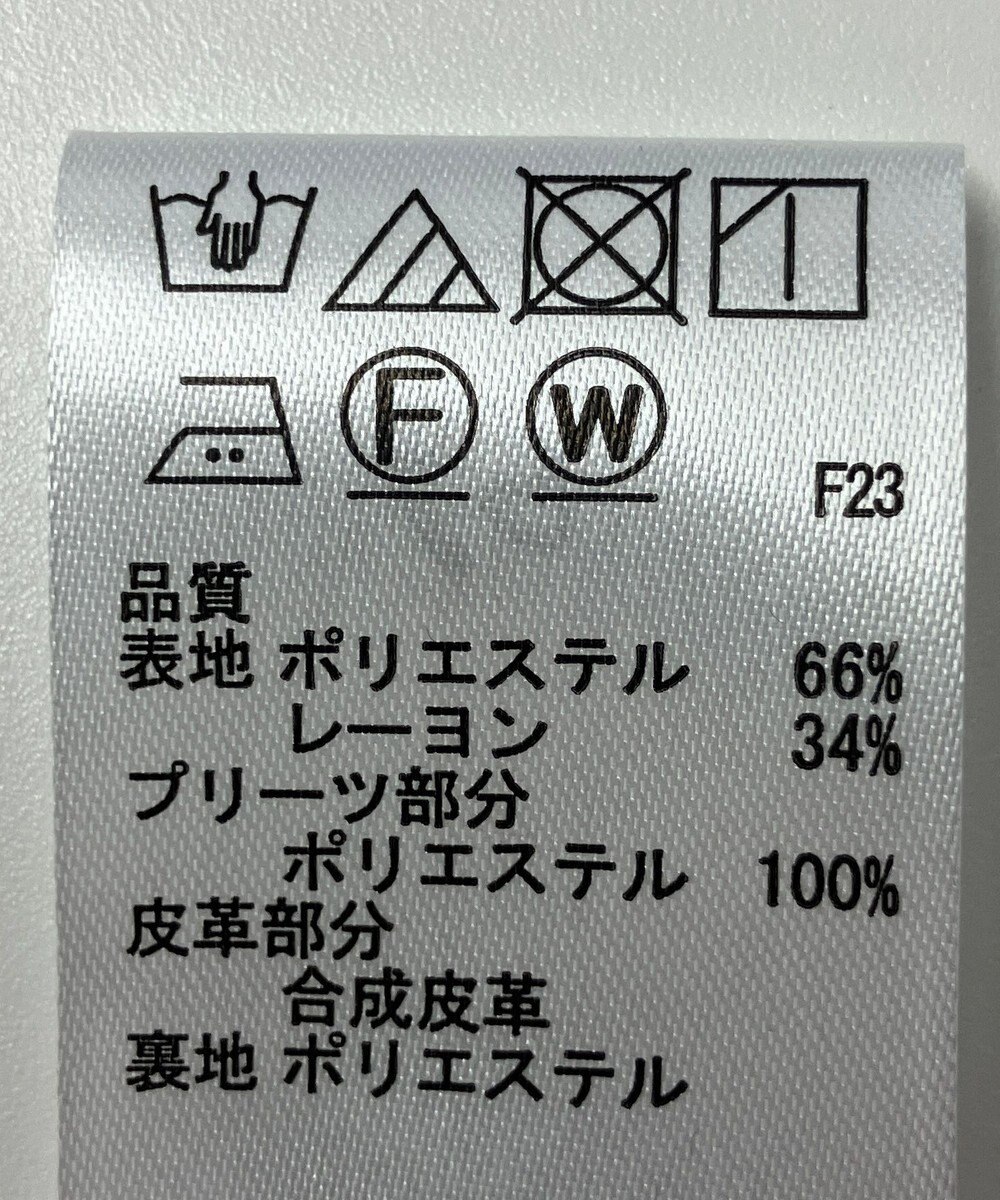 F W
F23
品質
表地 ポリエステル 66%
レーヨン 34%
プリーツ部分
ポリエステル 100%
皮革部分
合成皮革
裏地 ポリエステル